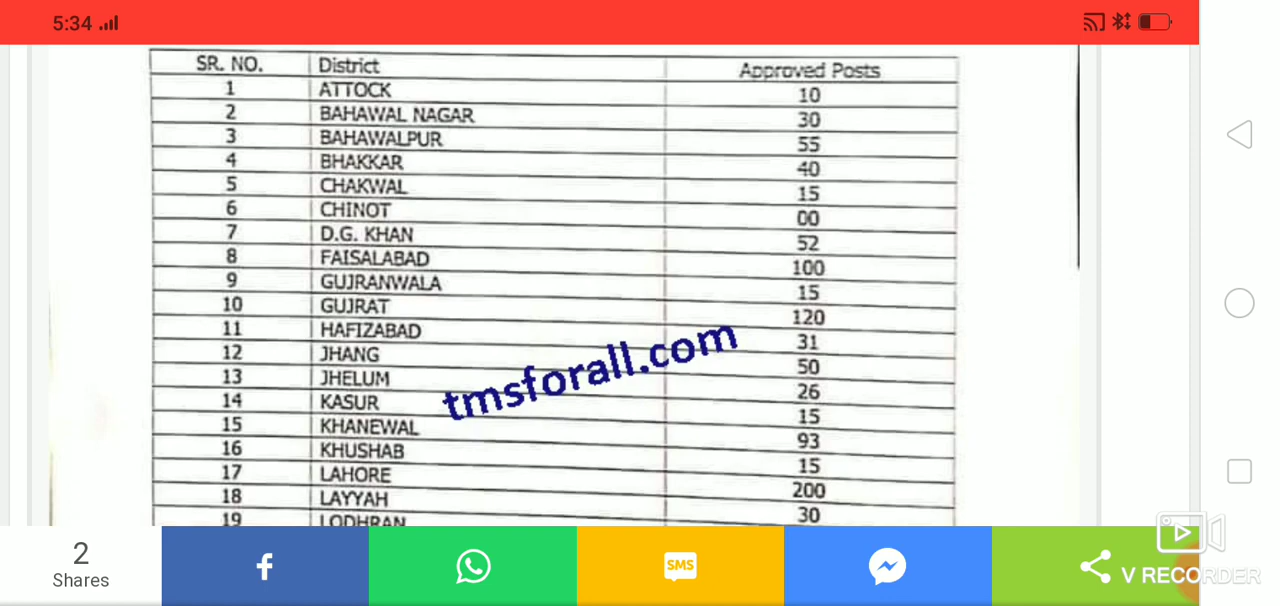 5:34
SR. NO. District Approved Posts
1 ATTOCK 10
2 BAHAWAL NAGAR 30
3 BAHAWALPUR 55
4 BHAKKAR 40
5 CHAKWAL 15
6 CHINOT 00
7 D.G. KHAN 52
8 FAISALABAD 100
9 GUJRANWALA 15
10 GUJRAT 120
11 HAFIZABAD 31
12 JHANG 50
13 JHELUM 26
14 KASUR 15
15 KHANEWAL 93
16 KHUSHAB 15
17 LAHORE 200
18 LAYYAH 30
19 LODHRAN
tmsforall.com
2
Shares
SMS
V RECORDER